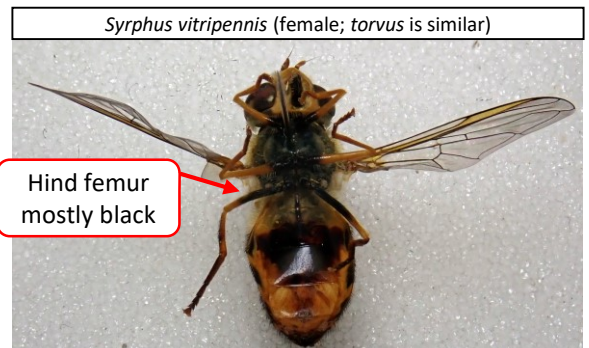 Syrphus vitripennis (female; torvus is similar)
Hind femur
mostly black